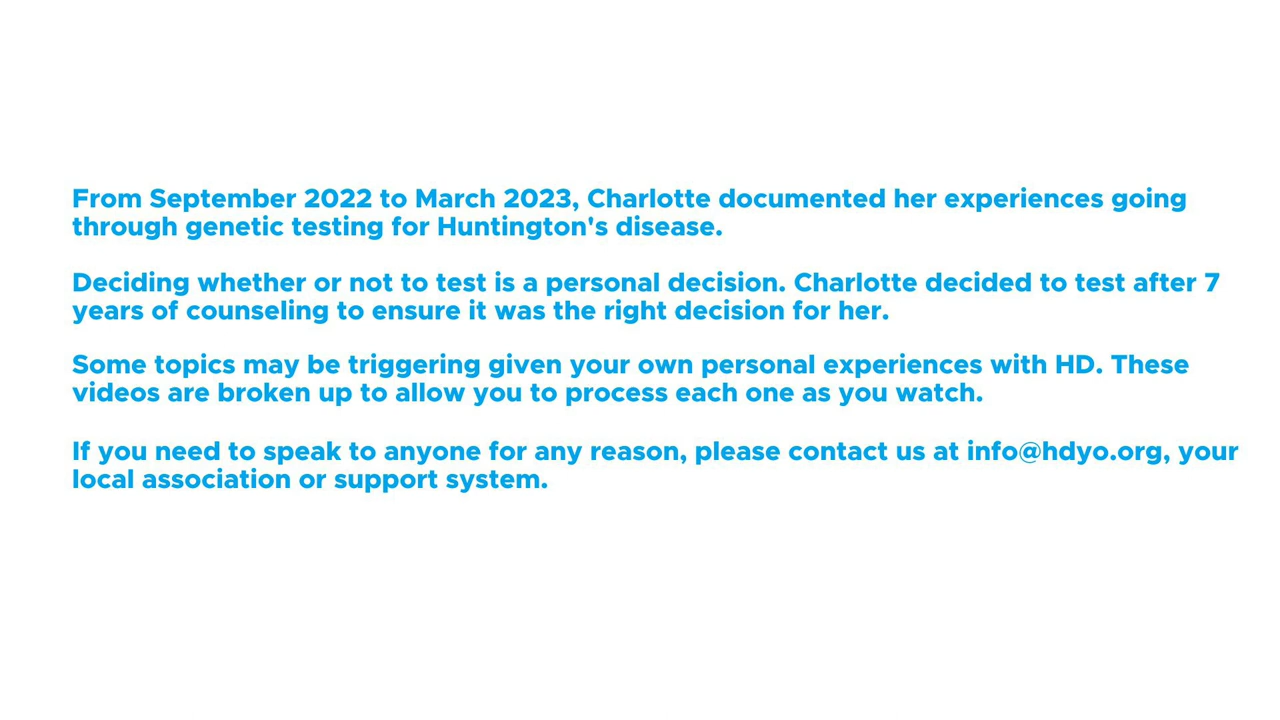 From September 2022 to March 2023, Charlotte documented her experiences going
through genetic testing for Huntington's disease.
Deciding whether or not to test is a personal decision. Charlotte decided to test after 7
years of counseling to ensure it was the right decision for her.
Some topics may be triggering given your own personal experiences with HD. These
videos are broken up to allow you to process each one as you watch.
If you need to speak to anyone for any reason, please contact us at info@hdyo.org, your
local association or support system.